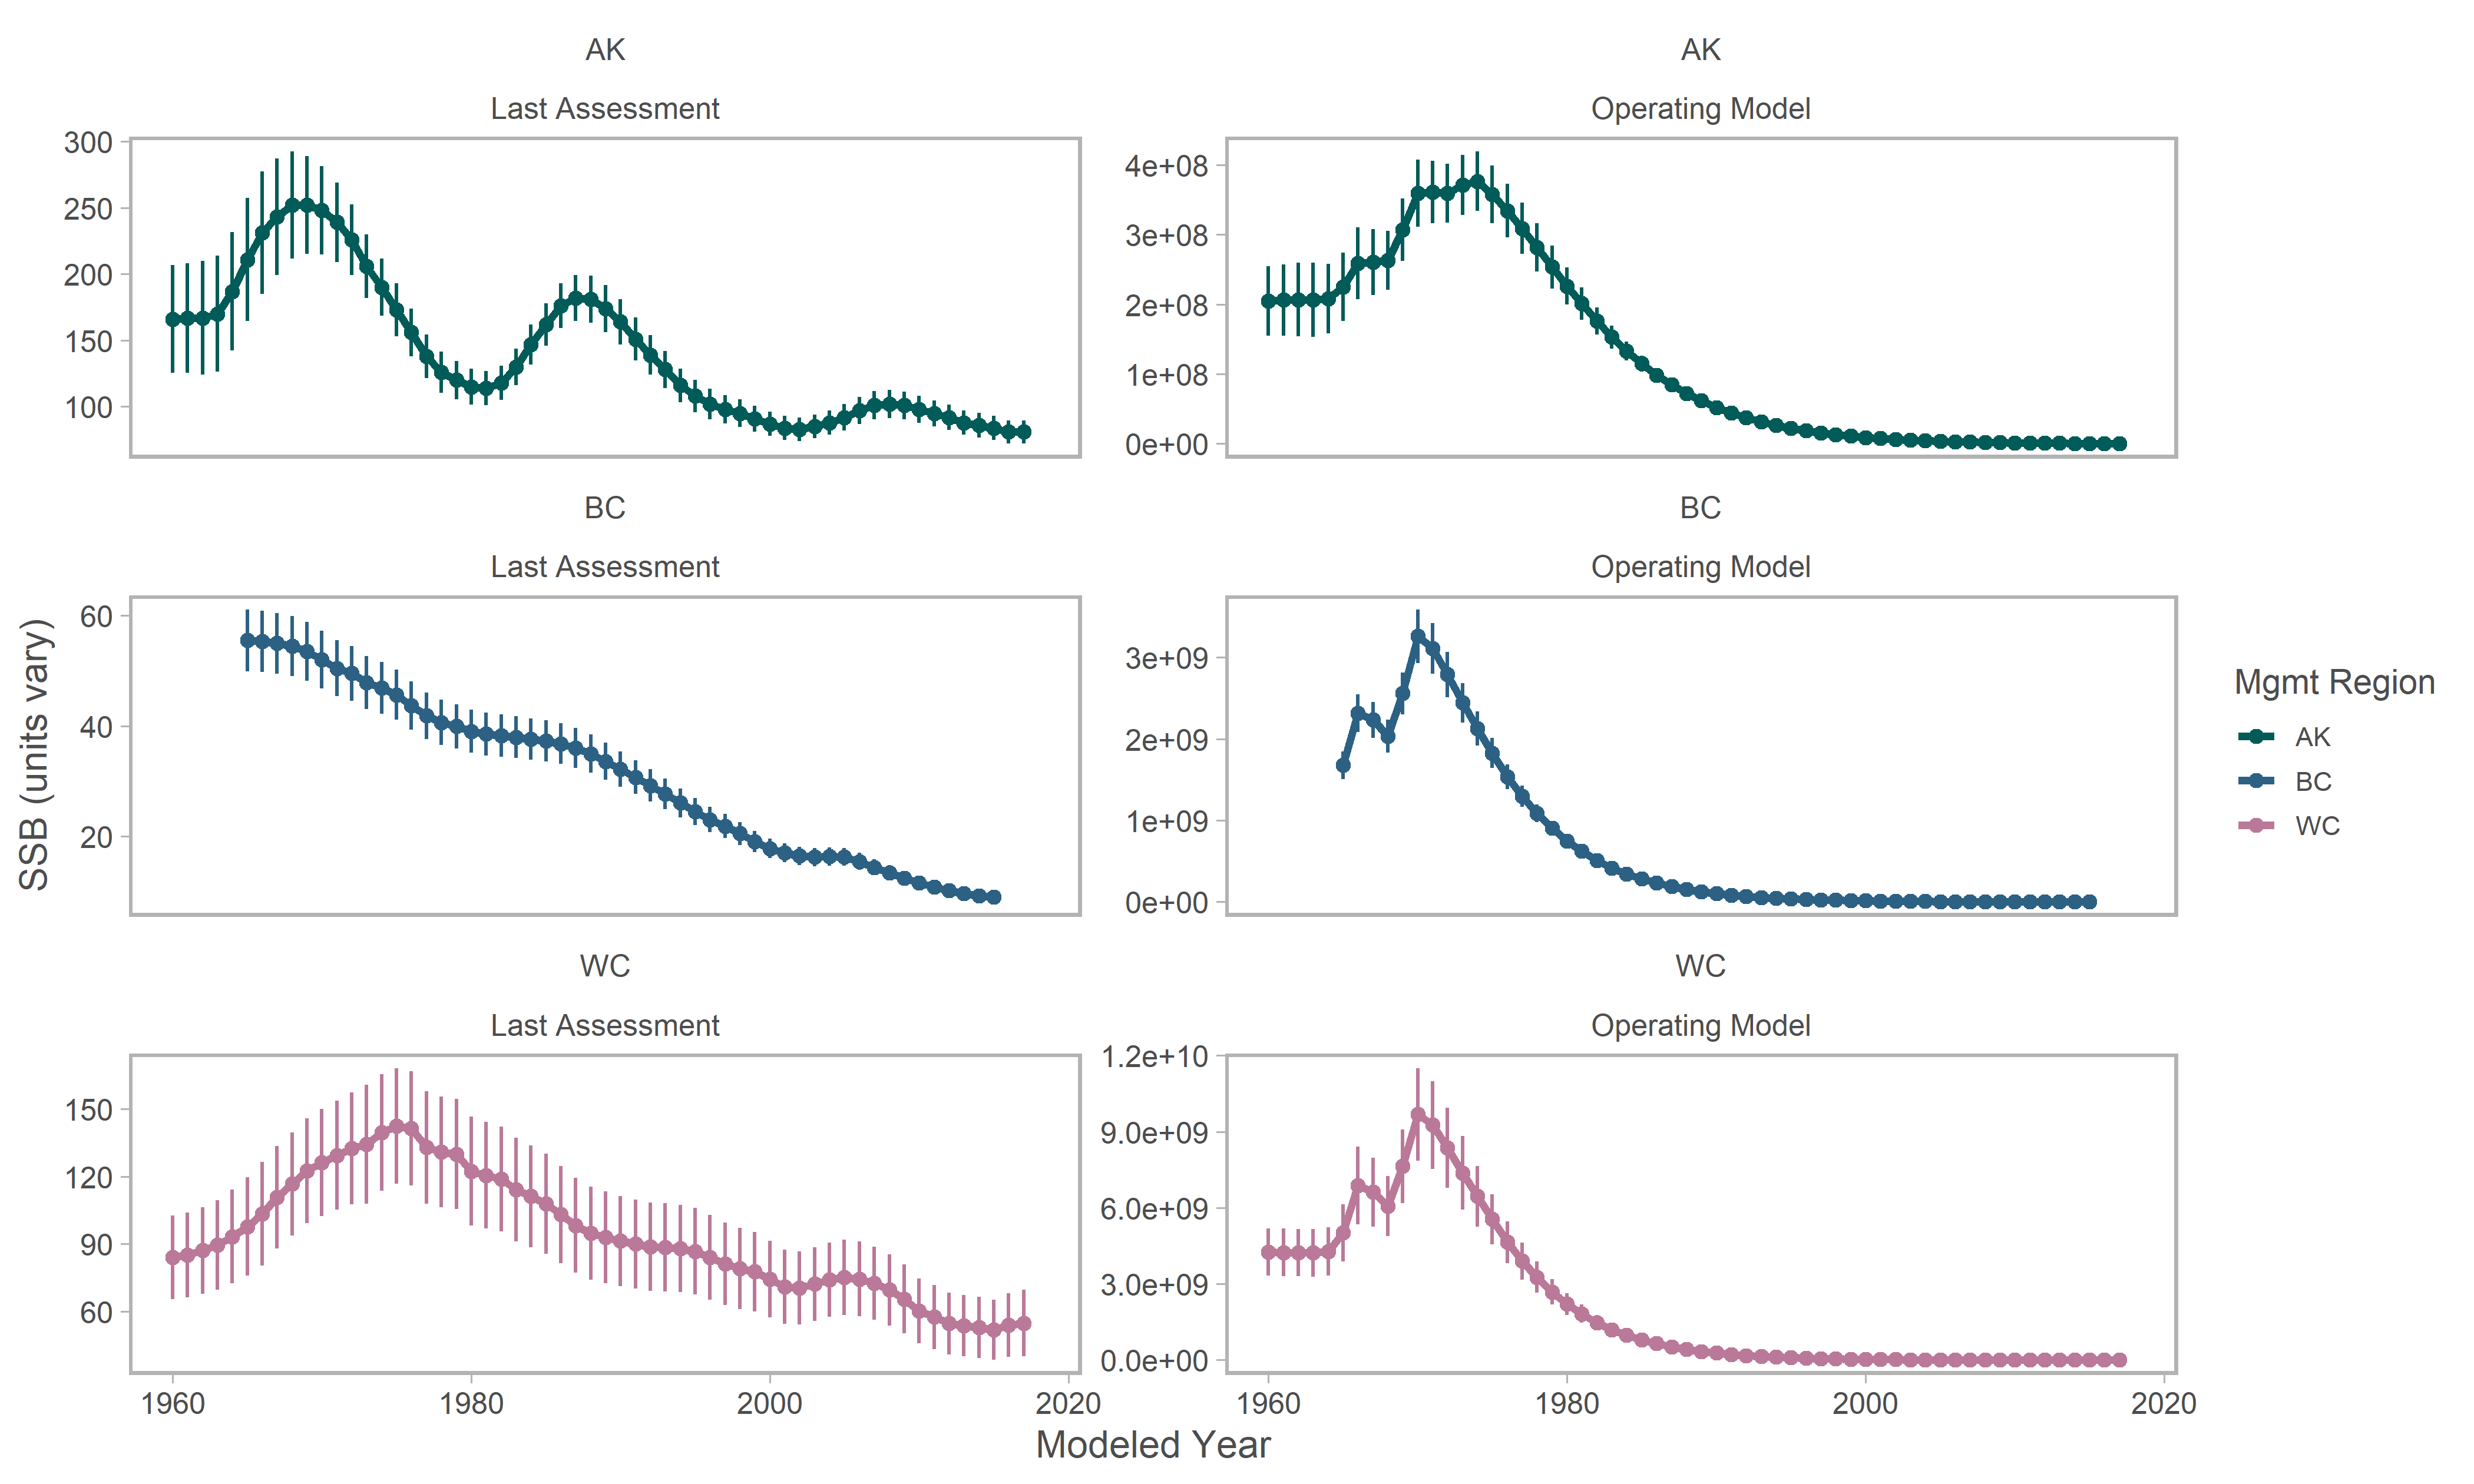 AK
Last Assessment
300
250
200
150
100
AK
Operating Model
4e+08
3e+08
2e+08
1e+08
0e+00
BC
Last Assessment
60
40
20
BC
Operating Model
3e+09
2e+09
1e+09
0e+00
WC
Last Assessment
150
120
90
60
1960
1980
2000
2020
WC
Operating Model
1.2e+10
9.0e+09
6.0e+09
3.0e+09
0.0e+00
1960
1980
2000
2020
SSB (units vary)
Modeled Year
Mgmt Region
AK
BC
WC